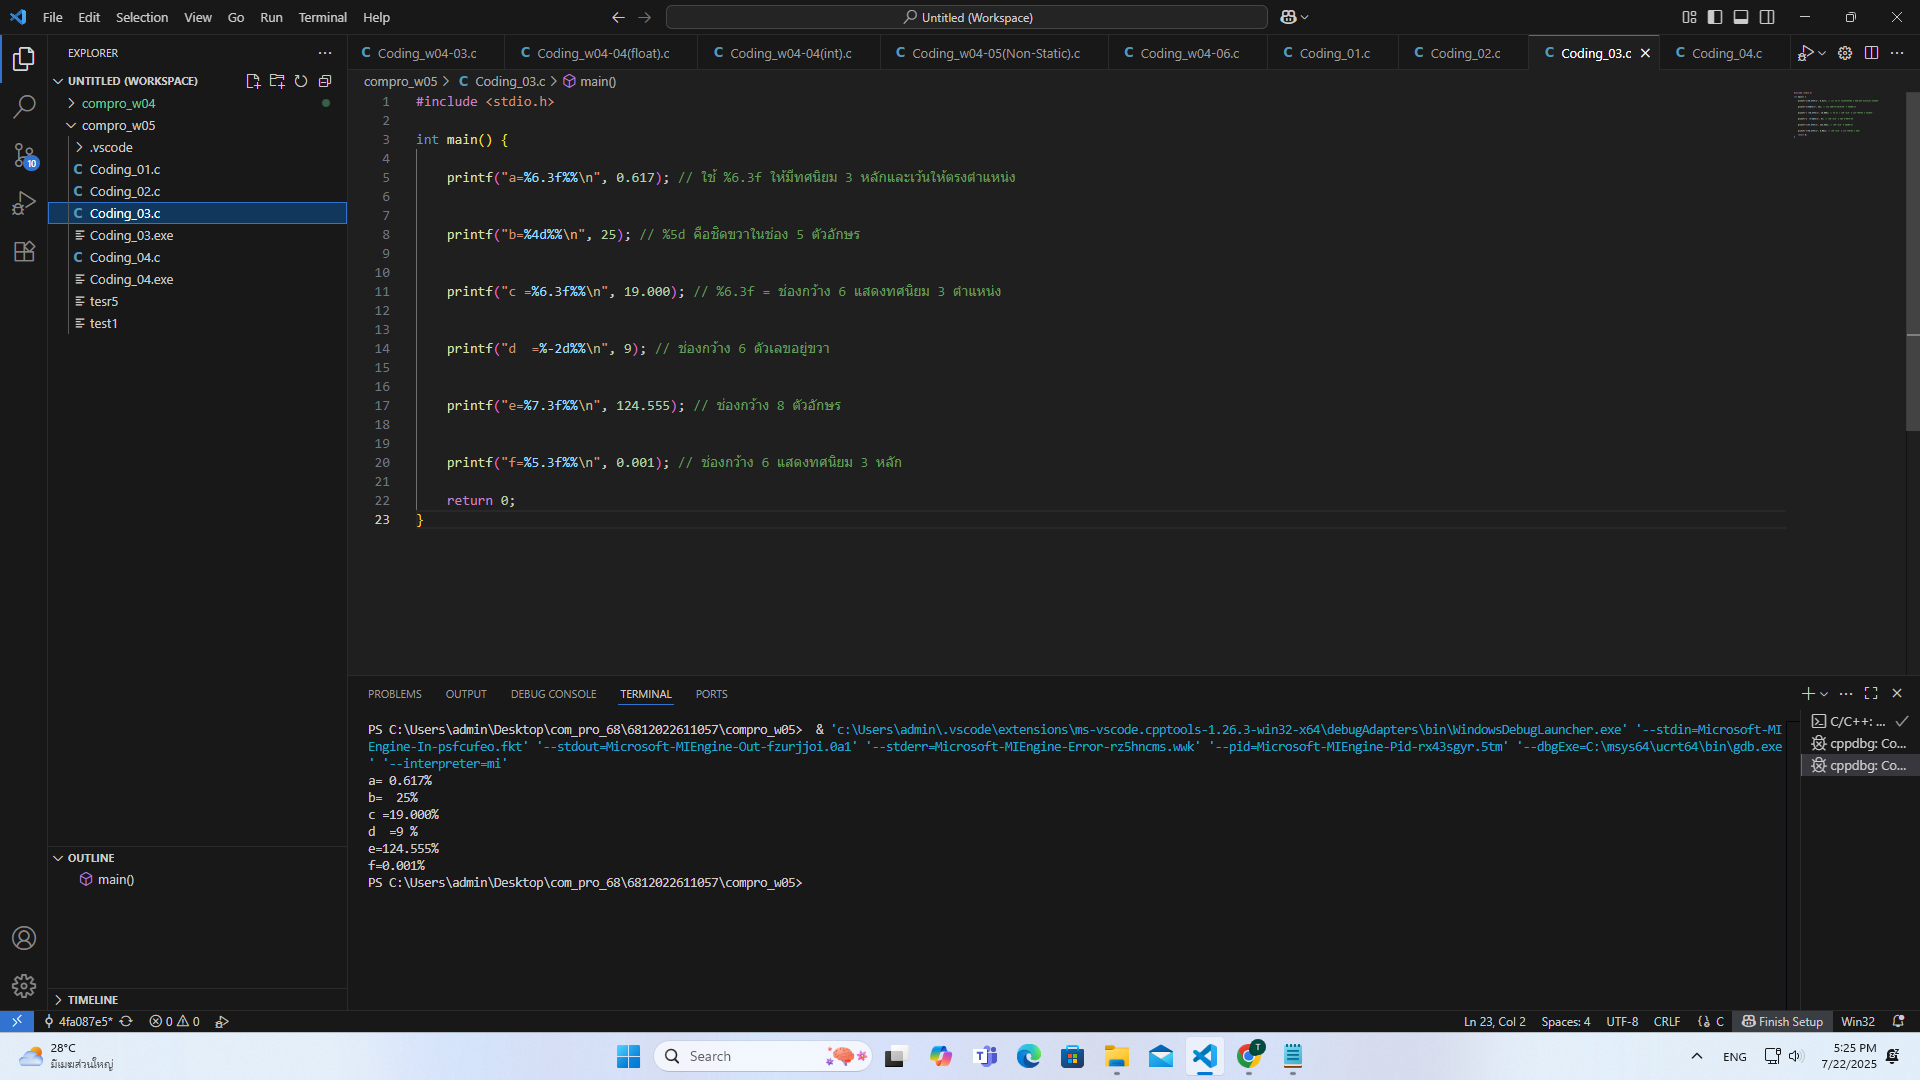 File Edit Selection View Go Run Terminal Help
Untitled (Workspace)
EXPLORER
UNTITLED (WORKSPACE)
compro_w04
compro_w05
.vscode
Coding_01.c
Coding_02.c
Coding_03.c
Coding_03.exe
Coding_04.c
Coding_04.exe
tesr5
test1
10
OUTLINE
main()
TIMELINE
Coding_w04-03.c Coding_w04-04(float).c Coding_w04-04(int).c Coding_w04-05(Non-Static).c Coding_w04-06.c Coding_01.c Coding_02.c Coding_03.c Coding_04.c
compro_w05 > Coding_03.c > main()
1 #include <stdio.h>
2
3 int main() {
4
5 printf("a=%6.3f%%\n", 0.617); // ใช้ %6.3f ให้มีทศนิยม 3 หลักและเว้นให้ตรงตำแหน่ง
6
7
8 printf("b=%4d%%\n", 25); // %5d คือชิดขวาในช่อง 5 ตัวอักษร
9
10
11 printf("c =%6.3f%%\n", 19.000); // %6.3f = ช่องกว้าง 6 แสดงทศนิยม 3 ตำแหน่ง
12
13
14 printf("d  =%-2d%%\n", 9); // ช่องกว้าง 6 ตัวเลขอยู่ขวา
15
16
17 printf("e=%7.3f%%\n", 124.555); // ช่องกว้าง 8 ตัวอักษร
18
19
20 printf("f=%5.3f%%\n", 0.001); // ช่องกว้าง 6 แสดงทศนิยม 3 หลัก
21
22 return 0;
23 }
PROBLEMS OUTPUT DEBUG CONSOLE TERMINAL PORTS
PS C:\Users\admin\Desktop\com_pro_68\6812022611057\compro_w05>  & 'c:\Users\admin\.vscode\extensions\ms-vscode.cpptools-1.26.3-win32-x64\debugAdapters\bin\WindowsDebugLauncher.exe' '--stdin=Microsoft-MI
Engine-In-psfcufeo.fkt' '--stdout=Microsoft-MIEngine-Out-fzurjjoi.0a1' '--stderr=Microsoft-MIEngine-Error-rz5hncms.wwk' '--pid=Microsoft-MIEngine-Pid-rx43sgyr.5tm' '--dbgExe=C:\msys64\ucrt64\bin\gdb.exe
' '--interpreter=mi'
a= 0.617%
b=  25%
c =19.000%
d  =9 %
e=124.555%
f=0.001%
PS C:\Users\admin\Desktop\com_pro_68\6812022611057\compro_w05>
C/C++: ...
cppdbg: Co...
cppdbg: Co...
4fa087e5* 0 0
Ln 23, Col 2 Spaces: 4 UTF-8 CRLF {} C Finish Setup Win32
28°C
มีเมฆส่วนใหญ่
Search
T
ENG
5:25 PM
7/22/2025